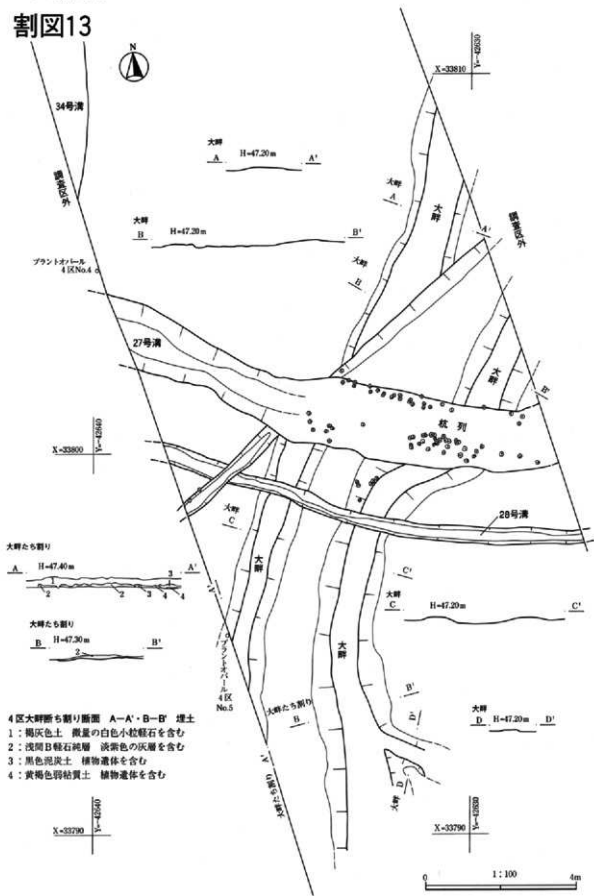 割図13
N
X=33810
Y=-42630
34号溝
調査区外
大畔
A H=47.20m A'
大畔
B H=47.20m B'
大畔
A
大畔
A'
調査区外
大畔
B
プラントオパール
4区No.4
27号溝
大畔
B'
杭列
X=33800
Y=-42640
28号溝
C
大畔
C'
大畔たち割り
A H=47.40m A'
1
3
2 2 3 4 4
A'
大畔
C H=47.20m C'
大畔たち割り
B H=47.30m B'
2
プラントオパール
4区
No.5
大畔
B'
D'
大畔たち割り
B
大畔
D H=47.20m D'
4区大畔断ち割り断面 A-A'・B-B' 埋土
1：褐灰色土 微量の白色小粒軽石を含む
2：浅間B軽石純層 淡紫色の灰層を含む
3：黒色泥炭土 植物遺体を含む
4：黄褐色弱粘質土 植物遺体を含む
A'
大畔たち割り
D
大畔
X=33790
Y=-42640
X=33790
Y=-42630
0 1：100 4m